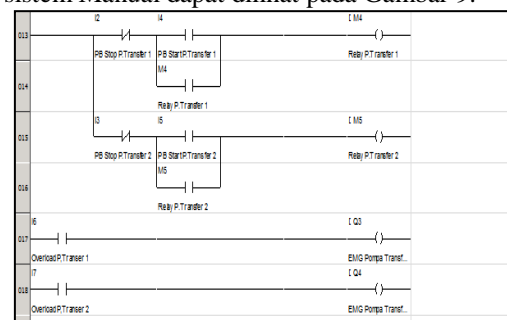 sistem Manual dapat dilihat pada Gambar 9.
I2 I4 [ M4
013
PB Stop P.Transfer 1 PB Start P.Transfer 1 Relay P.Transfer 1
M4
014
Relay P.Transfer 1
I3 I5 [ M5
015
PB Stop P.Transfer 2 PB Start P.Transfer 2 Relay P.Transfer 2
M5
016
Relay P.Transfer 2
I6 [ Q3
017
Overload P.Transer 1 EMG Pompa Transf...
I7 [ Q4
018
Overload P.Transer 2 EMG Pompa Transf...